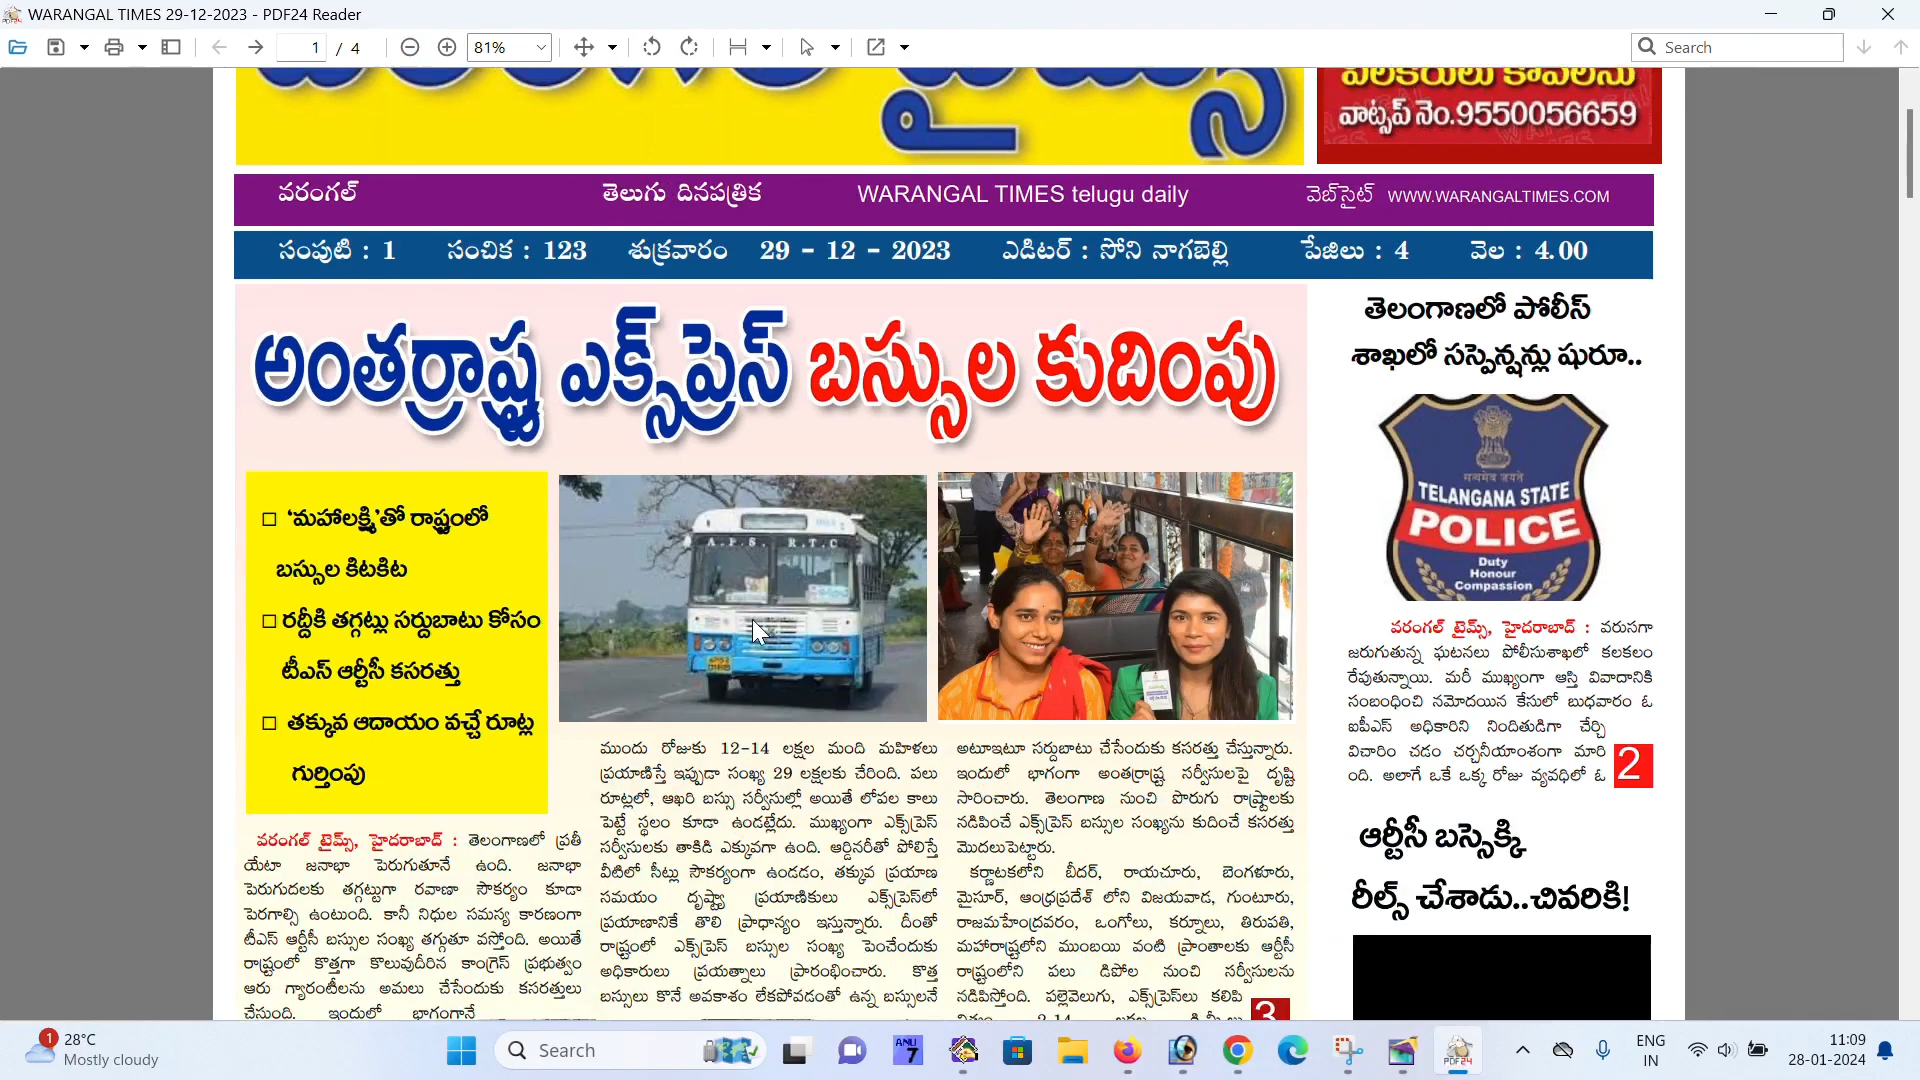 WARANGAL TIMES 29-12-2023 - PDF24 Reader
1 / 4
81%
Search
వాట్సప్ నెం.9550056659
వరంగల్ తెలుగు దినపత్రిక WARANGAL TIMES telugu daily వెబ్‌సైట్ WWW.WARANGALTIMES.COM
సంపుటి : 1 సంచిక : 123 శుక్రవారం 29 - 12 - 2023 ఎడిటర్ : సోని నాగబెల్లి పేజిలు : 4 వెల : 4.00
అంతర్రాష్ట్ర ఎక్స్‌ప్రెస్ బస్సుల కుదింపు
□ ‘మహాలక్ష్మి’తో రాష్ట్రంలో
బస్సుల కిటకిట
□ రద్దీకి తగ్గట్లు సర్దుబాటు కోసం
టీఎస్ ఆర్టీసీ కసరత్తు
□ తక్కువ ఆదాయం వచ్చే రూట్ల
గుర్తింపు
A.P.S. R.T.C
వరంగల్ టైమ్స్, హైదరాబాద్ : తెలంగాణలో ప్రతీ
యేటా జనాభా పెరుగుతూనే ఉంది. జనాభా
పెరుగుదలకు తగ్గట్టుగా రవాణా సౌకర్యం కూడా
పెరగాల్సి ఉంటుంది. కానీ నిధుల సమస్య కారణంగా
టీఎస్ ఆర్టీసీ బస్సుల సంఖ్య తగ్గుతూ వస్తోంది. అయితే
రాష్ట్రంలో కొత్తగా కొలువుదీరిన కాంగ్రెస్ ప్రభుత్వం
ఆరు గ్యారంటీలను అమలు చేసేందుకు కసరత్తులు
చేస్తుంది. ఇందులో భాగంగానే
ముందు రోజుకు 12-14 లక్షల మంది మహిళలు
ప్రయాణిస్తే ఇప్పుడా సంఖ్య 29 లక్షలకు చేరింది. పలు
రూట్లలో, ఆఖరి బస్సు సర్వీసుల్లో అయితే లోపల కాలు
పెట్టే స్థలం కూడా ఉండట్లేదు. ముఖ్యంగా ఎక్స్‌ప్రెస్
సర్వీసులకు తాకిడి ఎక్కువగా ఉంది. ఆర్డినరీతో పోలిస్తే
వీటిలో సీట్లు సౌకర్యంగా ఉండడం, తక్కువ ప్రయాణ
సమయం దృష్ట్యా ప్రయాణికులు ఎక్స్‌ప్రెస్‌లో
ప్రయాణానికే తొలి ప్రాధాన్యం ఇస్తున్నారు. దీంతో
రాష్ట్రంలో ఎక్స్‌ప్రెస్ బస్సుల సంఖ్య పెంచేందుకు
అధికారులు ప్రయత్నాలు ప్రారంభించారు. కొత్త
బస్సులు కొనే అవకాశం లేకపోవడంతో ఉన్న బస్సులనే
అటూఇటూ సర్దుబాటు చేసేందుకు కసరత్తు చేస్తున్నారు.
ఇందులో భాగంగా అంతర్రాష్ట్ర సర్వీసులపై దృష్టి
సారించారు. తెలంగాణ నుంచి పొరుగు రాష్ట్రాలకు
నడిపించే ఎక్స్‌ప్రెస్ బస్సుల సంఖ్యను కుదించే కసరత్తు
మొదలుపెట్టారు.
కర్ణాటకలోని బీదర్, రాయచూరు, బెంగళూరు,
మైసూర్, ఆంధ్రప్రదేశ్ లోని విజయవాడ, గుంటూరు,
రాజమహేంద్రవరం, ఒంగోలు, కర్నూలు, తిరుపతి,
మహారాష్ట్రలోని ముంబయి వంటి ప్రాంతాలకు ఆర్టీసీ
రాష్ట్రంలోని పలు డిపోల నుంచి సర్వీసులను
నడిపిస్తోంది. పల్లెవెలుగు, ఎక్స్‌ప్రెస్‌లు కలిపి
3
తెలంగాణలో పోలీస్
శాఖలో సస్పెన్షన్లు షురూ..
सत्यमेव जयते
TELANGANA STATE
POLICE
Duty
Honour
Compassion
వరంగల్ టైమ్స్, హైదరాబాద్ : వరుసగా
జరుగుతున్న ఘటనలు పోలీసుశాఖలో కలకలం
రేపుతున్నాయి. మరీ ముఖ్యంగా ఆస్తి వివాదానికి
సంబంధించి నమోదయిన కేసులో బుధవారం ఓ
ఐపీఎస్ అధికారిని నిందితుడిగా చేర్చి
విచారిం చడం చర్చనీయాంశంగా మారి
ంది. అలాగే ఒకే ఒక్క రోజు వ్యవధిలో ఓ
2
ఆర్టీసీ బస్సెక్కి
రీల్స్ చేశాడు..చివరికి!
1
28°C
Mostly cloudy
Search
ANU
7
PDF24
ENG
IN
11:09
28-01-2024